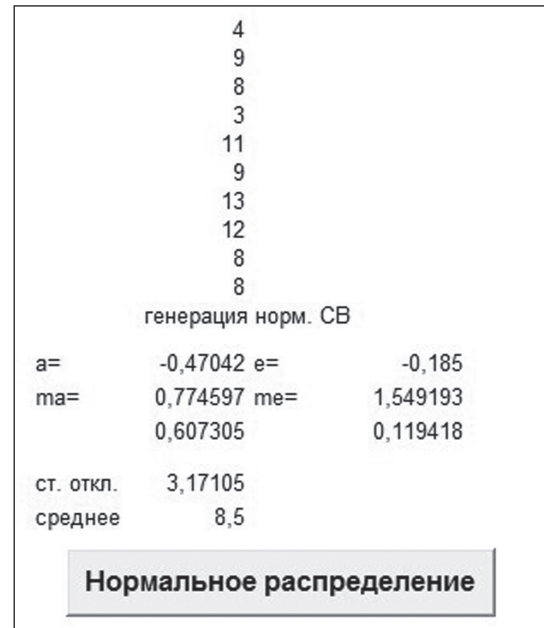 4
9
8
3
11
9
13
12
8
8
генерация норм. СВ
a= -0,47042 e= -0,185
ma= 0,774597 me= 1,549193
0,607305 0,119418
ст. откл. 3,17105
среднее 8,5
Нормальное распределение